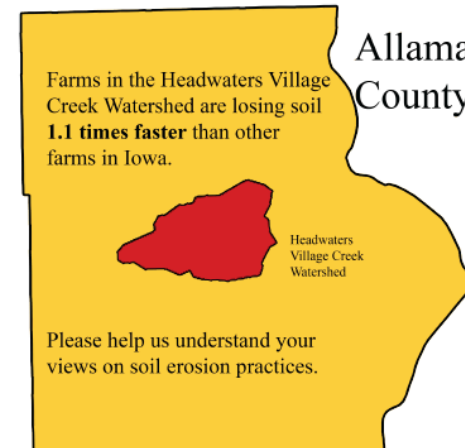 Allama
County
Farms in the Headwaters Village
Creek Watershed are losing soil
1.1 times faster than other
farms in Iowa.
Headwaters
Village Creek
Watershed
Please help us understand your
views on soil erosion practices.